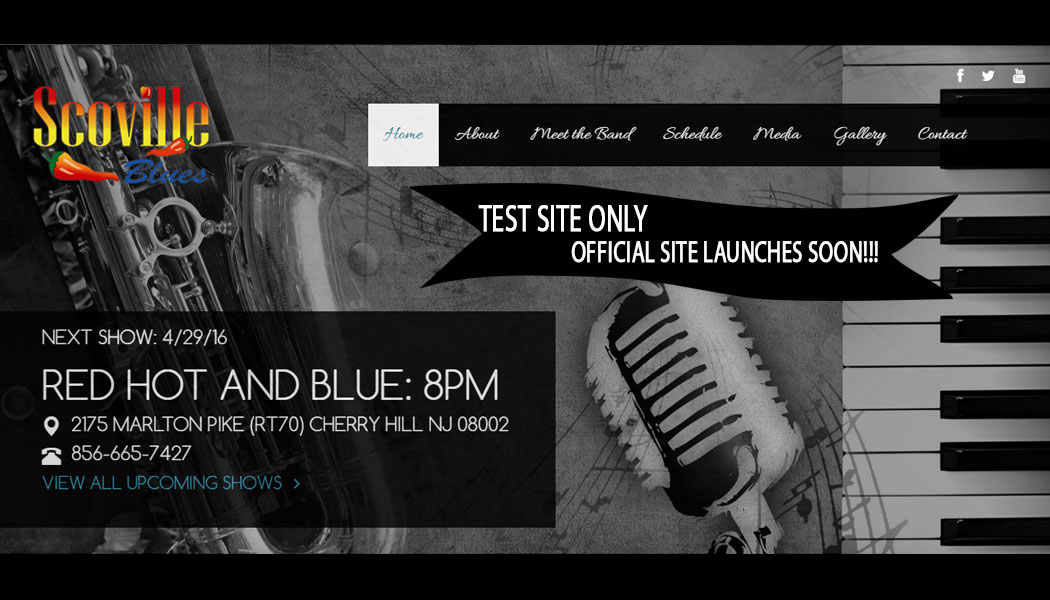 Scoville
Blues
You
Tube
Home About Meet the Band Schedule Media Gallery Contact
TEST SITE ONLY
OFFICIAL SITE LAUNCHES SOON!!!
NEXT SHOW: 4/29/16
RED HOT AND BLUE: 8PM
2175 MARLTON PIKE (RT70) CHERRY HILL NJ 08002
856-665-7427
VIEW ALL UPCOMING SHOWS >